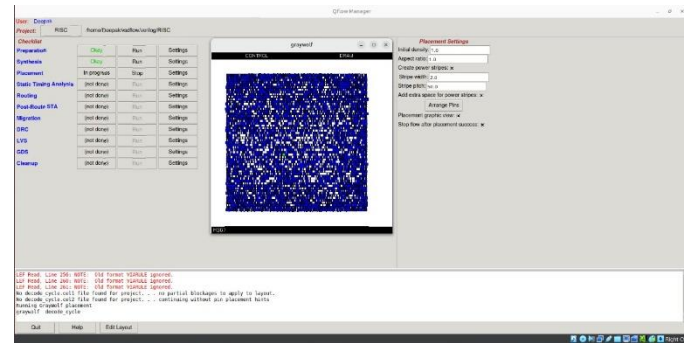 QFlow Manager
User: Deepak
Project: RISC /home/Deepak/vsdflow/verilog/RISC
Checklist
Preparation Okay Run Settings
Synthesis Okay Run Settings
Placement In progress Stop Settings
Static Timing Analysis (not done) Run Settings
Routing (not done) Run Settings
Post-Route STA (not done) Run Settings
Migration (not done) Run Settings
DRC (not done) Run Settings
LVS (not done) Run Settings
GDS (not done) Run Settings
Cleanup (not done) Run Settings
graywolf
CONTROL DRAW
Placement Settings
Initial density: 1.0
Aspect ratio: 1.0
Create power stripes:
Stripe width: 2.0
Stripe pitch: 50.0
Add extra space for power stripes:
Arrange Pins
Placement graphic view:
Stop flow after placement success:
LEF Read, Line 250: NOTE: Old format VIARULE ignored.
LEF Read, Line 260: NOTE: Old format VIARULE ignored.
LEF Read, Line 261: NOTE: Old format VIARULE ignored.
No decode_cycle.cel1 file found for project. . . no partial blockages to apply to layout.
No decode_cycle.cel2 file found for project. . . continuing without pin placement hints
Running GrayWolf placement
graywolf decode_cycle
Quit Help Edit Layout
Right C